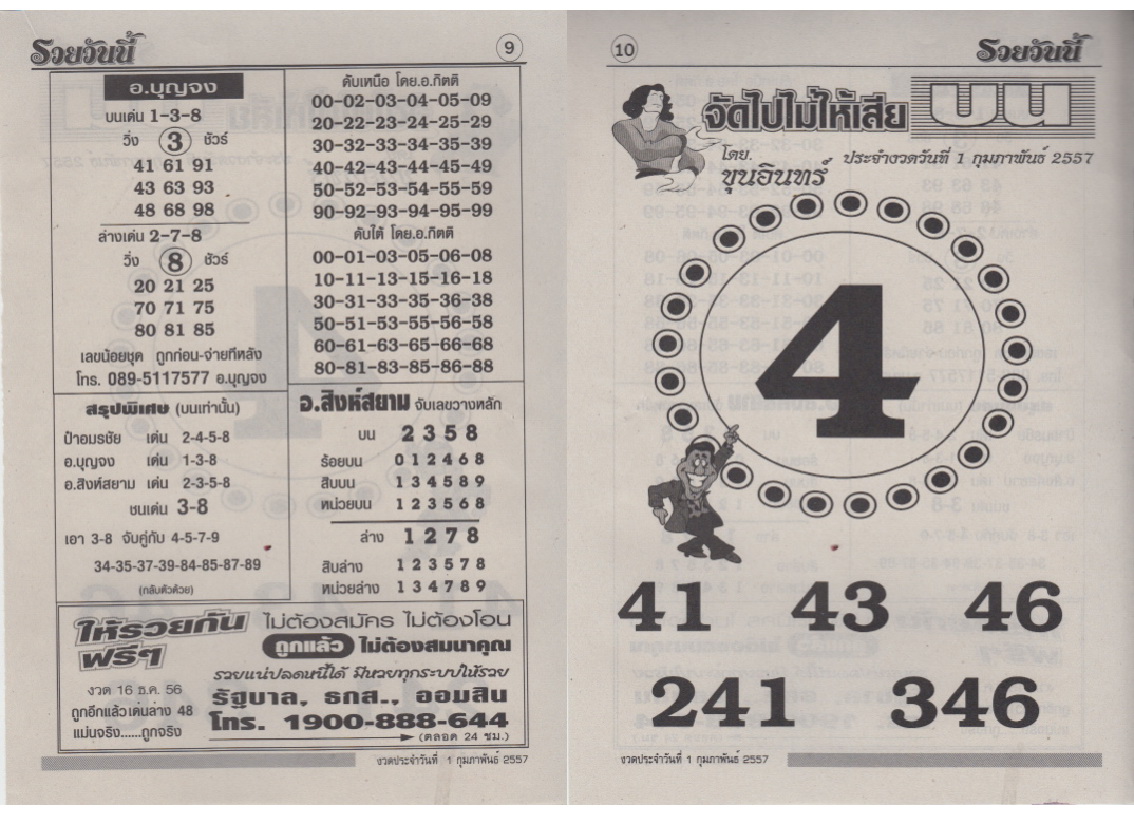 รวยวันนี้
9
อ.บุญจง
บนเด่น 1-3-8
วิ่ง 3 ชัวร์
41 61 91
43 63 93
48 68 98
ล่างเด่น 2-7-8
วิ่ง 8 ชัวร์
20 21 25
70 71 75
80 81 85
เลขน้อยชุด ถูกก่อน-จ่ายทีหลัง
โทร. 089-5117577 อ.บุญจง
ดับเหนือ โดย.อ.กิตติ
00-02-03-04-05-09
20-22-23-24-25-29
30-32-33-34-35-39
40-42-43-44-45-49
50-52-53-54-55-59
90-92-93-94-95-99
ดับใต้ โดย.อ.กิตติ
00-01-03-05-06-08
10-11-13-15-16-18
30-31-33-35-36-38
50-51-53-55-56-58
60-61-63-65-66-68
80-81-83-85-86-88
สรุปพิเศษ (บนเท่านั้น)
ป๋าอมรชัย เด่น 2-4-5-8
อ.บุญจง เด่น 1-3-8
อ.สิงห์สยาม เด่น 2-3-5-8
ชนเด่น 3-8
เอา 3-8 จับคู่กับ 4-5-7-9
34-35-37-39-84-85-87-89
(กลับตัวด้วย)
อ.สิงห์สยาม จับเลขวางหลัก
บน 2 3 5 8
ร้อยบน 0 1 2 4 6 8
สิบบน 1 3 4 5 8 9
หน่วยบน 1 2 3 5 6 8
ล่าง 1 2 7 8
สิบล่าง 1 2 3 5 7 8
หน่วยล่าง 1 3 4 7 8 9
ให้รวยกัน
ฟรีๆ
งวด 16 ธ.ค. 56
ถูกอีกแล้วเด่นล่าง 48
แม่นจริง......ถูกจริง
ไม่ต้องสมัคร ไม่ต้องโอน
ถูกแล้ว ไม่ต้องสมนาคุณ
รวยแน่ปลดหนี้ได้ มีหวยทุกระบบให้รวย
รัฐบาล, ธกส.., ออมสิน
โทร. 1900-888-644
(ตลอด 24 ชม.)
งวดประจำวันที่ 1 กุมภาพันธ์ 2557
10
รวยวันนี้
จัดไปไม่ให้เสีย บน
โดย.
ขุนอินทร์
ประจำงวดวันที่ 1 กุมภาพันธ์ 2557
4
41 43 46
241 346
งวดประจำวันที่ 1 กุมภาพันธ์ 2557